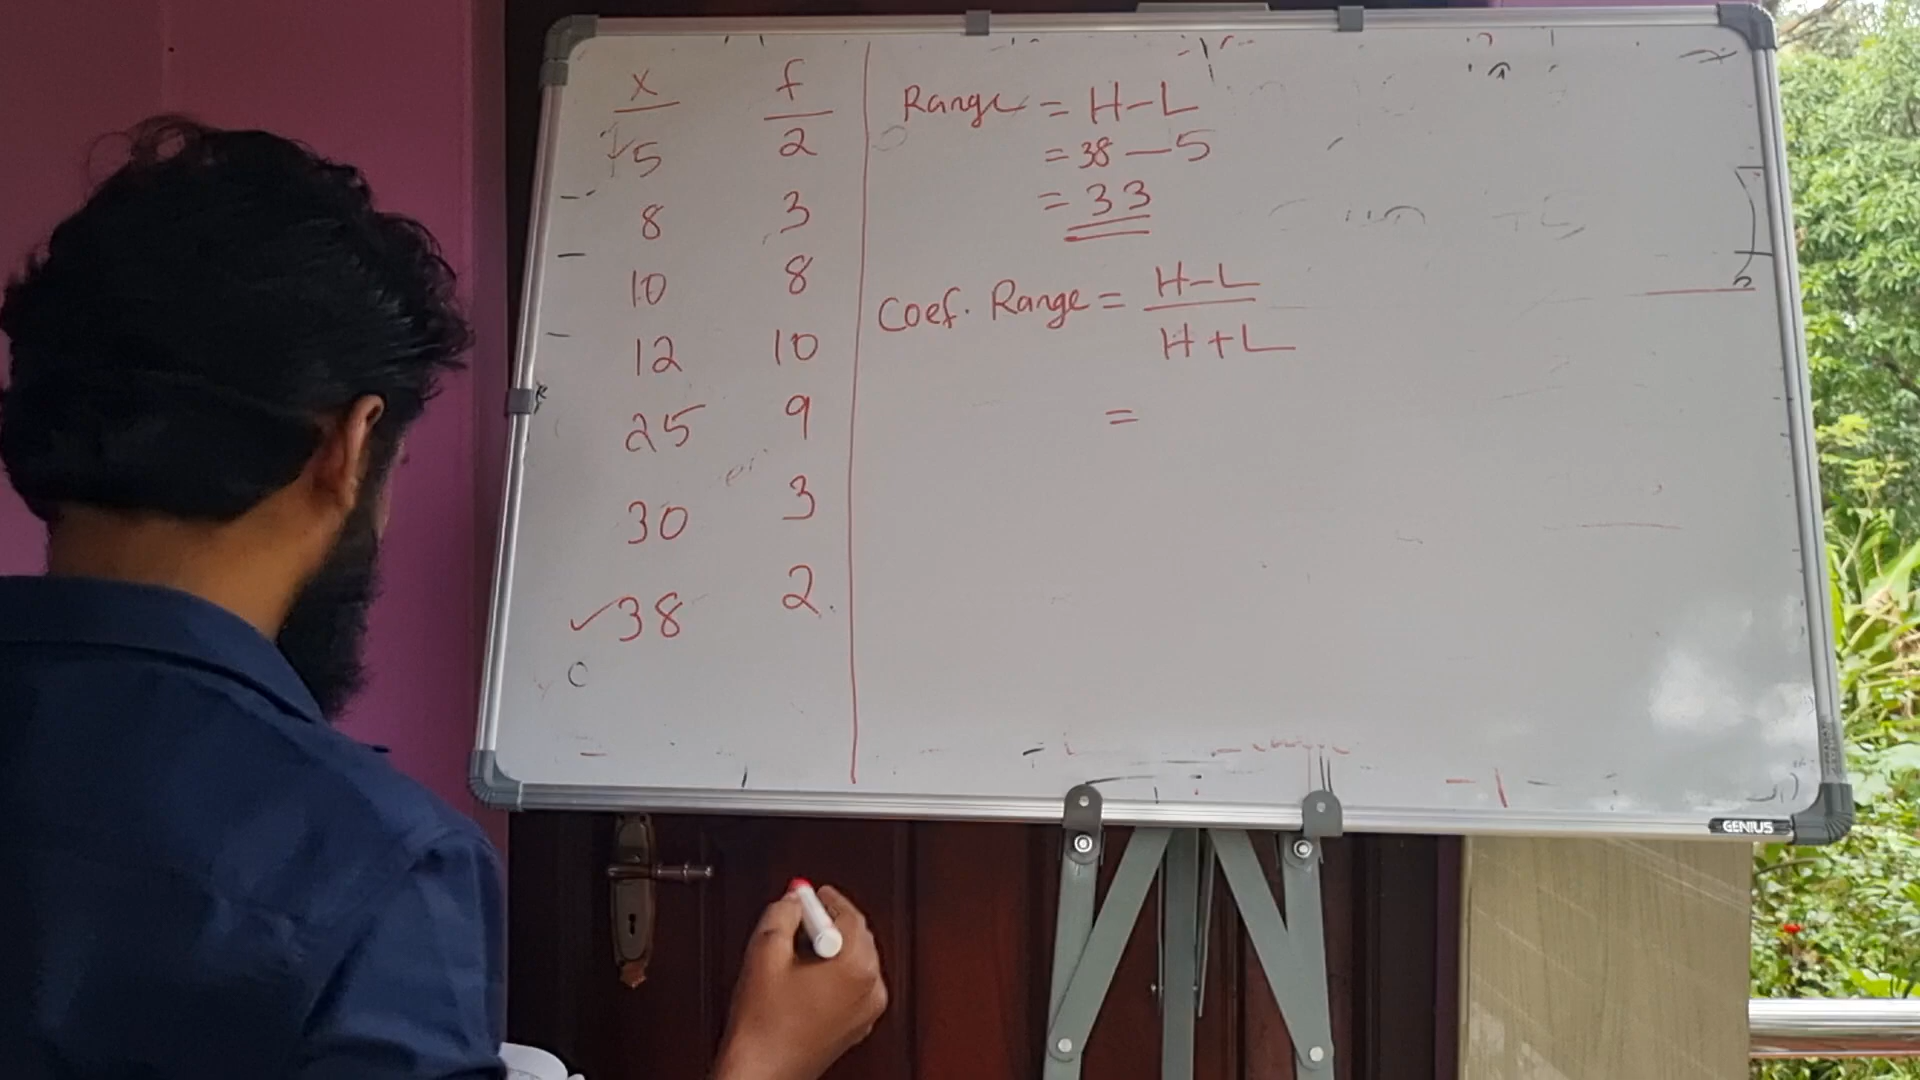 x f
5 2
8 3
10 8
12 10
25 9
30 3
38 2
Range = H-L
= 38 - 5
= 33
Coef. Range = H-L
H+L
=
GENIUS